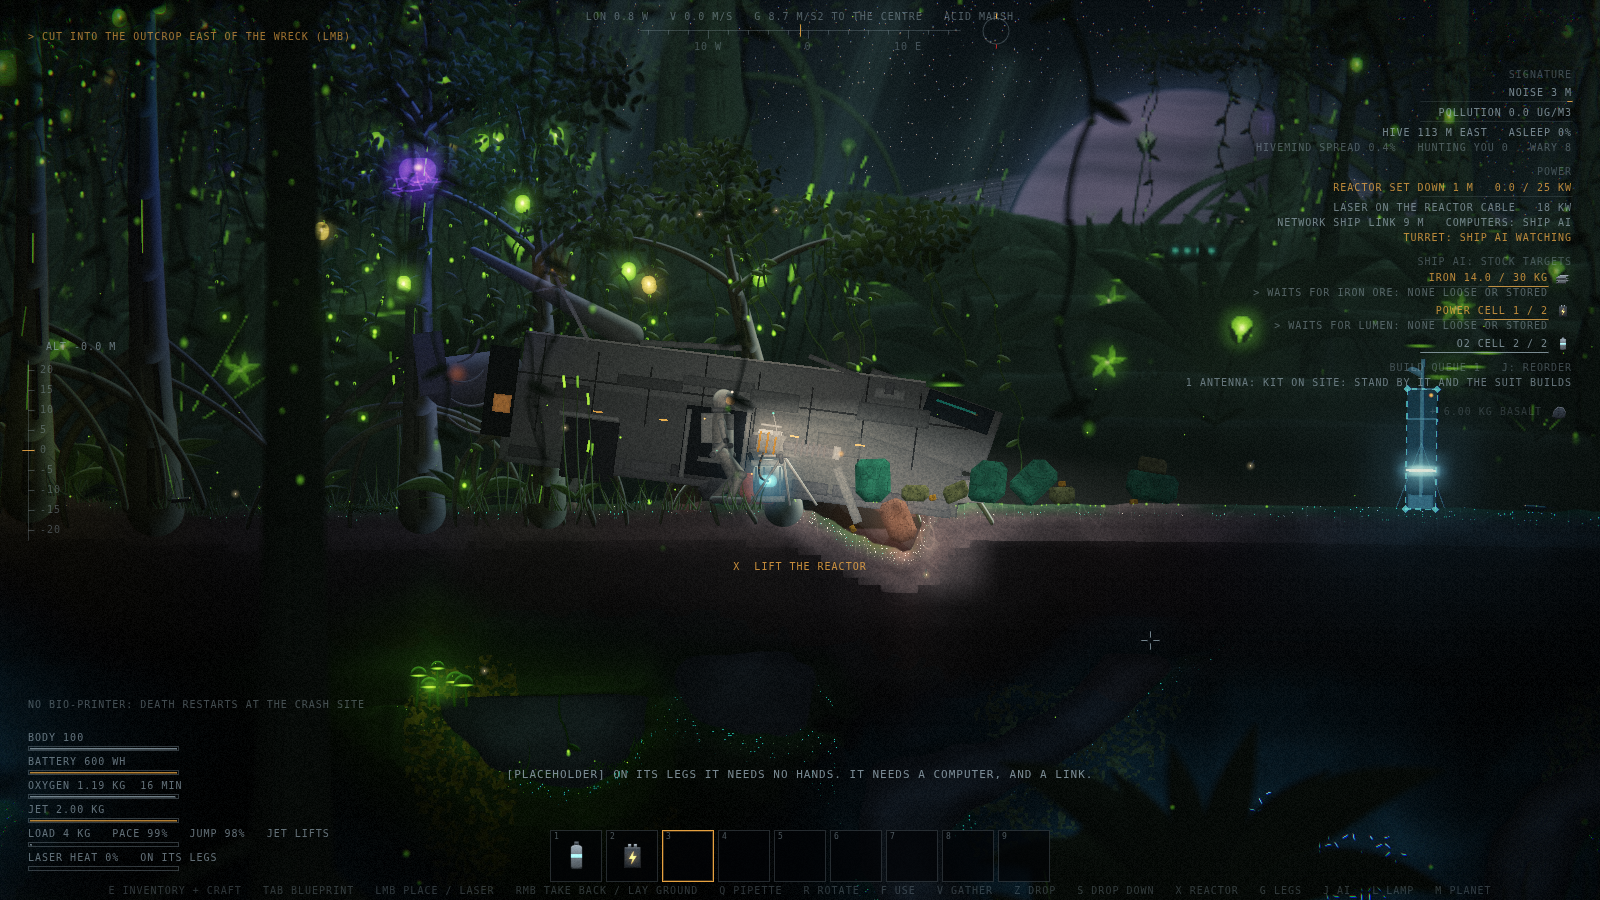 LON 0.8 W   V 0.0 M/S   G 8.7 M/S2 TO THE CENTRE   ACID MARSH
> CUT INTO THE OUTCROP EAST OF THE WRECK (LMB)
10 W   0   10 E
SIGNATURE
NOISE 3 M
POLLUTION 0.0 UG/M3
HIVE 113 M EAST   ASLEEP 0%
HIVEMIND SPREAD 0.4%   HUNTING YOU 0   WARY 8
POWER
REACTOR SET DOWN 1 M   0.0 / 25 KW
LASER ON THE REACTOR CABLE   18 KW
NETWORK SHIP LINK 9 M   COMPUTERS: SHIP AI
TURRET: SHIP AI WATCHING
SHIP AI: STOCK TARGETS
IRON 14.0 / 30 KG
> WAITS FOR IRON ORE: NONE LOOSE OR STORED
POWER CELL 1 / 2
> WAITS FOR LUMEN: NONE LOOSE OR STORED
O2 CELL 2 / 2
BUILD QUEUE 1   J: REORDER
1 ANTENNA: KIT ON SITE: STAND BY IT AND THE SUIT BUILDS
+ 6.00 KG BASALT
ALT -0.0 M
20
15
10
5
0
-5
-10
-15
-20
X  LIFT THE REACTOR
NO BIO-PRINTER: DEATH RESTARTS AT THE CRASH SITE
BODY 100
BATTERY 600 WH
OXYGEN 1.19 KG  16 MIN
JET 2.00 KG
LOAD 4 KG   PACE 99%   JUMP 98%   JET LIFTS
LASER HEAT 0%   ON ITS LEGS
[PLACEHOLDER] ON ITS LEGS IT NEEDS NO HANDS. IT NEEDS A COMPUTER, AND A LINK.
1 2 3 4 5 6 7 8 9
E INVENTORY + CRAFT   TAB BLUEPRINT   LMB PLACE / LASER   RMB TAKE BACK / LAY GROUND   Q PIPETTE   R ROTATE   F USE   V GATHER   Z DROP   S DROP DOWN   X REACTOR   G LEGS   J AI   L LAMP   M PLANET